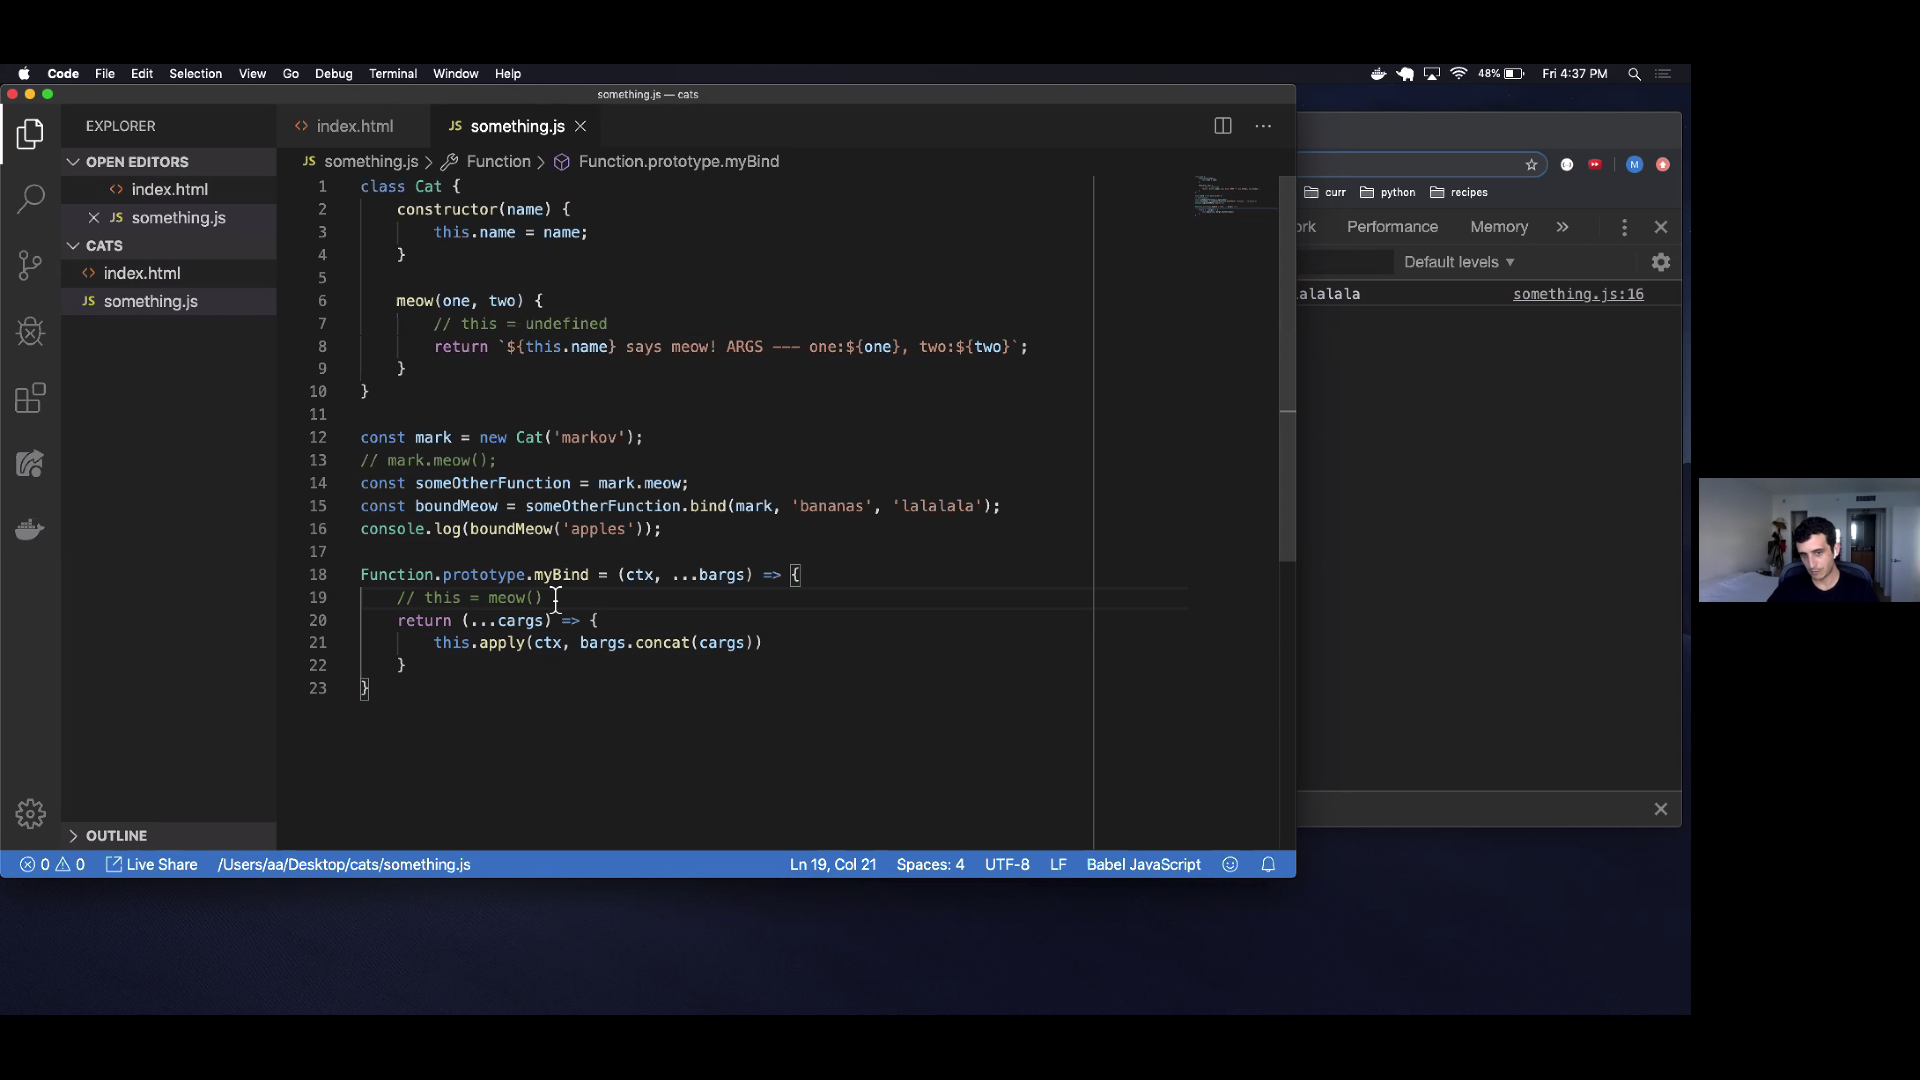 Code File Edit Selection View Go Debug Terminal Window Help
48% Fri 4:37 PM
something.js — cats
EXPLORER
OPEN EDITORS
index.html
something.js
CATS
index.html
something.js
OUTLINE
index.html
JS something.js
JS something.js > Function > Function.prototype.myBind
1 class Cat {
2 constructor(name) {
3 this.name = name;
4 }
5
6 meow(one, two) {
7 // this = undefined
8 return `${this.name} says meow! ARGS --- one:${one}, two:${two}`;
9 }
10 }
11
12 const mark = new Cat('markov');
13 // mark.meow();
14 const someOtherFunction = mark.meow;
15 const boundMeow = someOtherFunction.bind(mark, 'bananas', 'lalalala');
16 console.log(boundMeow('apples'));
17
18 Function.prototype.myBind = (ctx, ...bargs) => {
19 // this = meow()
20 return (...cargs) => {
21 this.apply(ctx, bargs.concat(cargs))
22 }
23 }
0 0 Live Share /Users/aa/Desktop/cats/something.js Ln 19, Col 21 Spaces: 4 UTF-8 LF Babel JavaScript
M
curr python recipes
rk Performance Memory »
Default levels ▼
alalala something.js:16